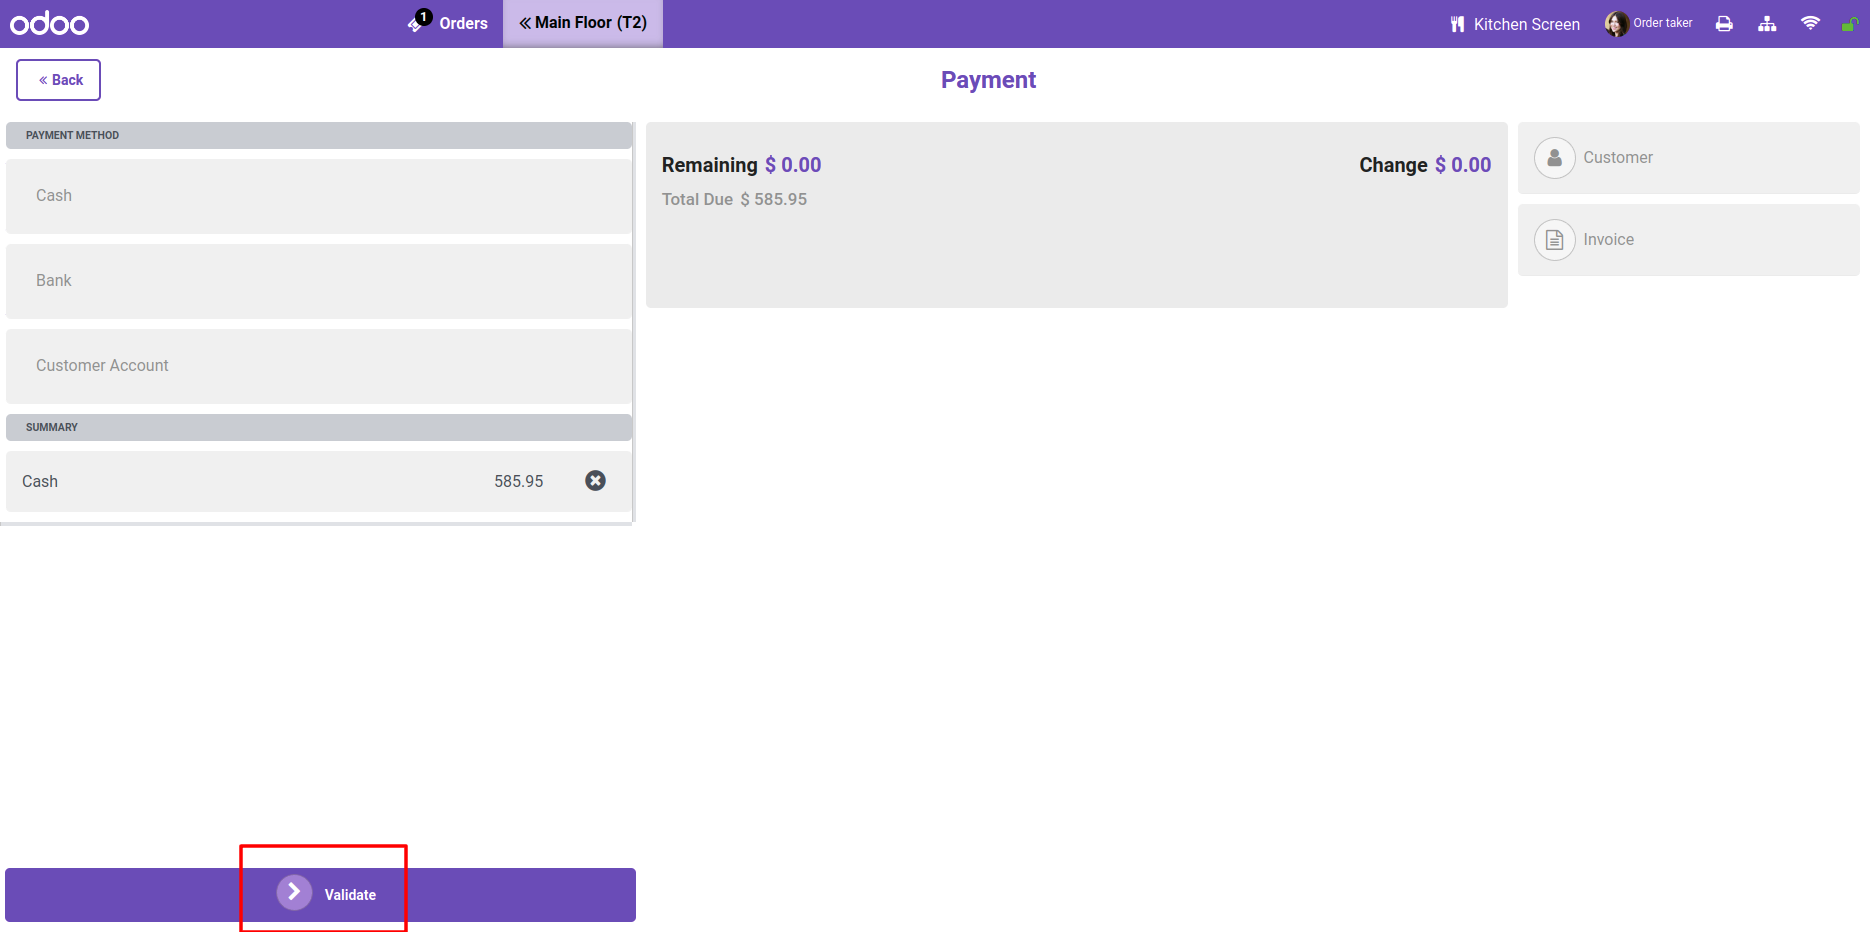 odoo
1
Orders
Main Floor (T2)
Kitchen Screen
Order taker
Back
Payment
PAYMENT METHOD
Cash
Bank
Customer Account
SUMMARY
Cash 585.95
Remaining $ 0.00
Change $ 0.00
Total Due $ 585.95
Customer
Invoice
Validate